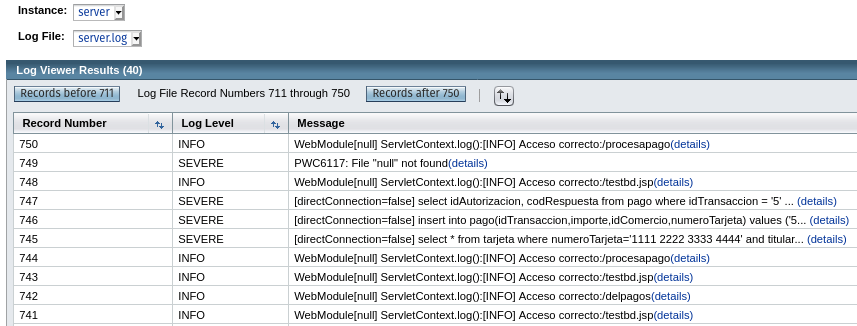 Instance: server
Log File: server.log
Log Viewer Results (40)
Records before 711 Log File Record Numbers 711 through 750 Records after 750
Record Number Log Level Message
750 INFO WebModule[null] ServletContext.log():[INFO] Acceso correcto:/procesapago(details)
749 SEVERE PWC6117: File "null" not found(details)
748 INFO WebModule[null] ServletContext.log():[INFO] Acceso correcto:/testbd.jsp(details)
747 SEVERE [directConnection=false] select idAutorizacion, codRespuesta from pago where idTransaccion = '5' ... (details)
746 SEVERE [directConnection=false] insert into pago(idTransaccion,importe,idComercio,numeroTarjeta) values ('5... (details)
745 SEVERE [directConnection=false] select * from tarjeta where numeroTarjeta='1111 2222 3333 4444' and titular... (details)
744 INFO WebModule[null] ServletContext.log():[INFO] Acceso correcto:/procesapago(details)
743 INFO WebModule[null] ServletContext.log():[INFO] Acceso correcto:/testbd.jsp(details)
742 INFO WebModule[null] ServletContext.log():[INFO] Acceso correcto:/delpagos(details)
741 INFO WebModule[null] ServletContext.log():[INFO] Acceso correcto:/testbd.jsp(details)